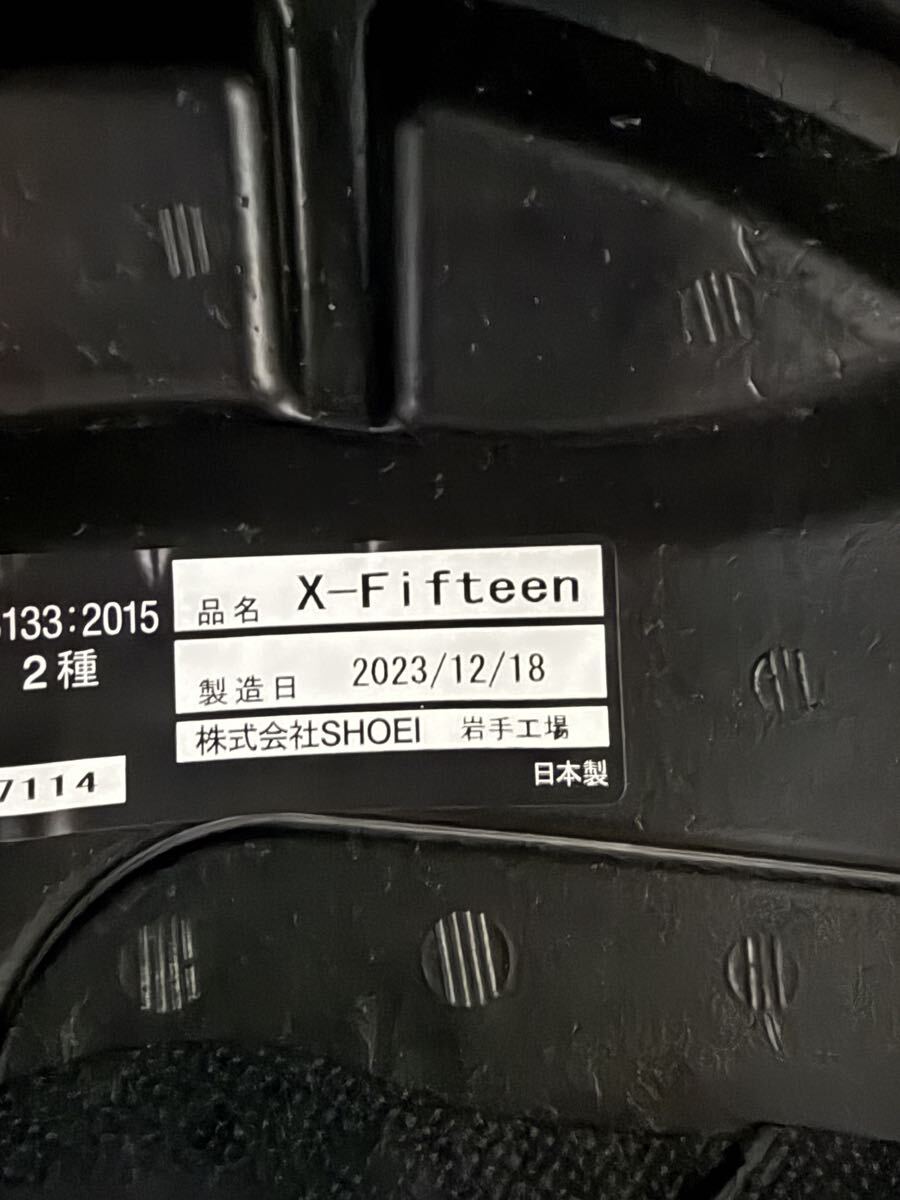 133:2015
2種
7114
品名 X-Fifteen
製造日 2023/12/18
株式会社SHOEI 岩手工場
日本製